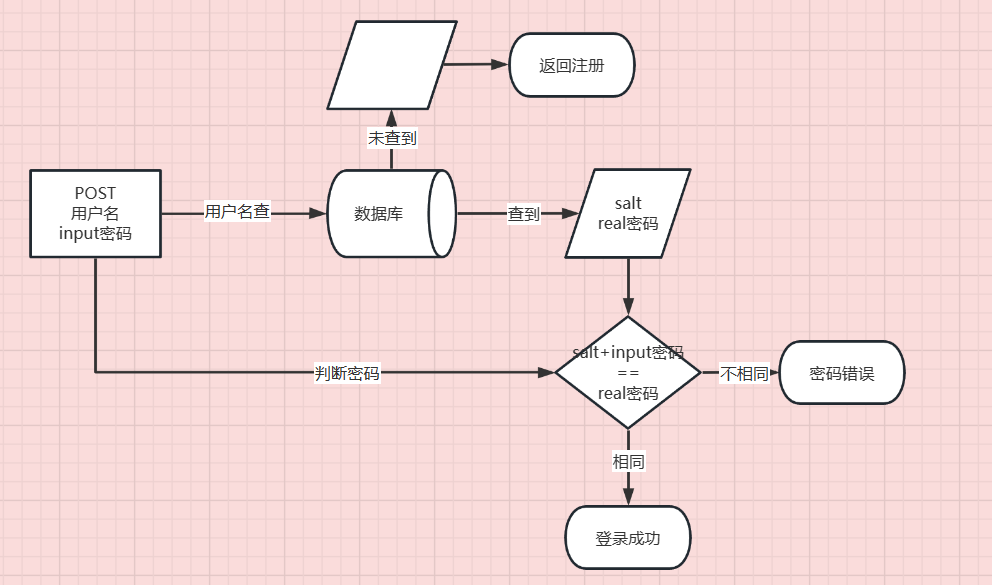 返回注册
未查到
POST
用户名
input密码
用户名查
数据库
查到
salt
real密码
salt+input密码
==
real密码
判断密码
不相同
密码错误
相同
登录成功